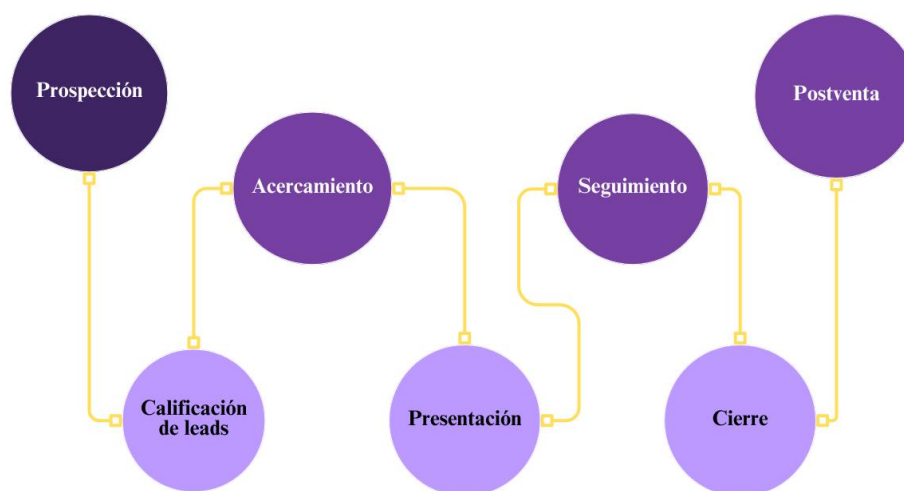 Prospección
Calificación
de leads
Acercamiento
Presentación
Seguimiento
Cierre
Postventa